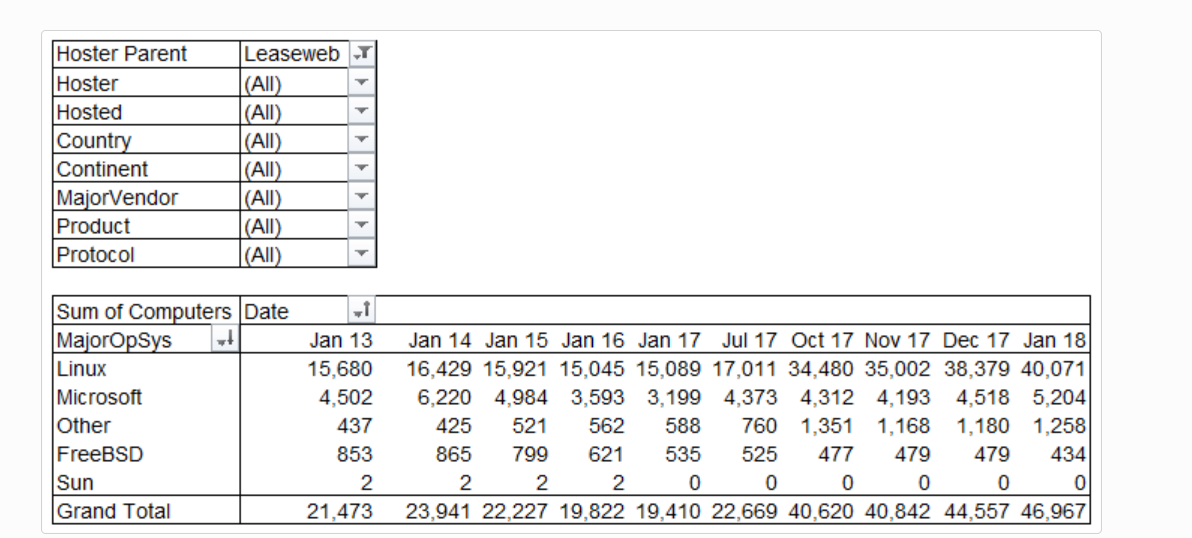 Hoster Parent Leaseweb
Hoster (All)
Hosted (All)
Country (All)
Continent (All)
MajorVendor (All)
Product (All)
Protocol (All)
Sum of Computers Date
MajorOpSys Jan 13 Jan 14 Jan 15 Jan 16 Jan 17 Jul 17 Oct 17 Nov 17 Dec 17 Jan 18
Linux 15,680 16,429 15,921 15,045 15,089 17,011 34,480 35,002 38,379 40,071
Microsoft 4,502 6,220 4,984 3,593 3,199 4,373 4,312 4,193 4,518 5,204
Other 437 425 521 562 588 760 1,351 1,168 1,180 1,258
FreeBSD 853 865 799 621 535 525 477 479 479 434
Sun 2 2 2 2 0 0 0 0 0 0
Grand Total 21,473 23,941 22,227 19,822 19,410 22,669 40,620 40,842 44,557 46,967